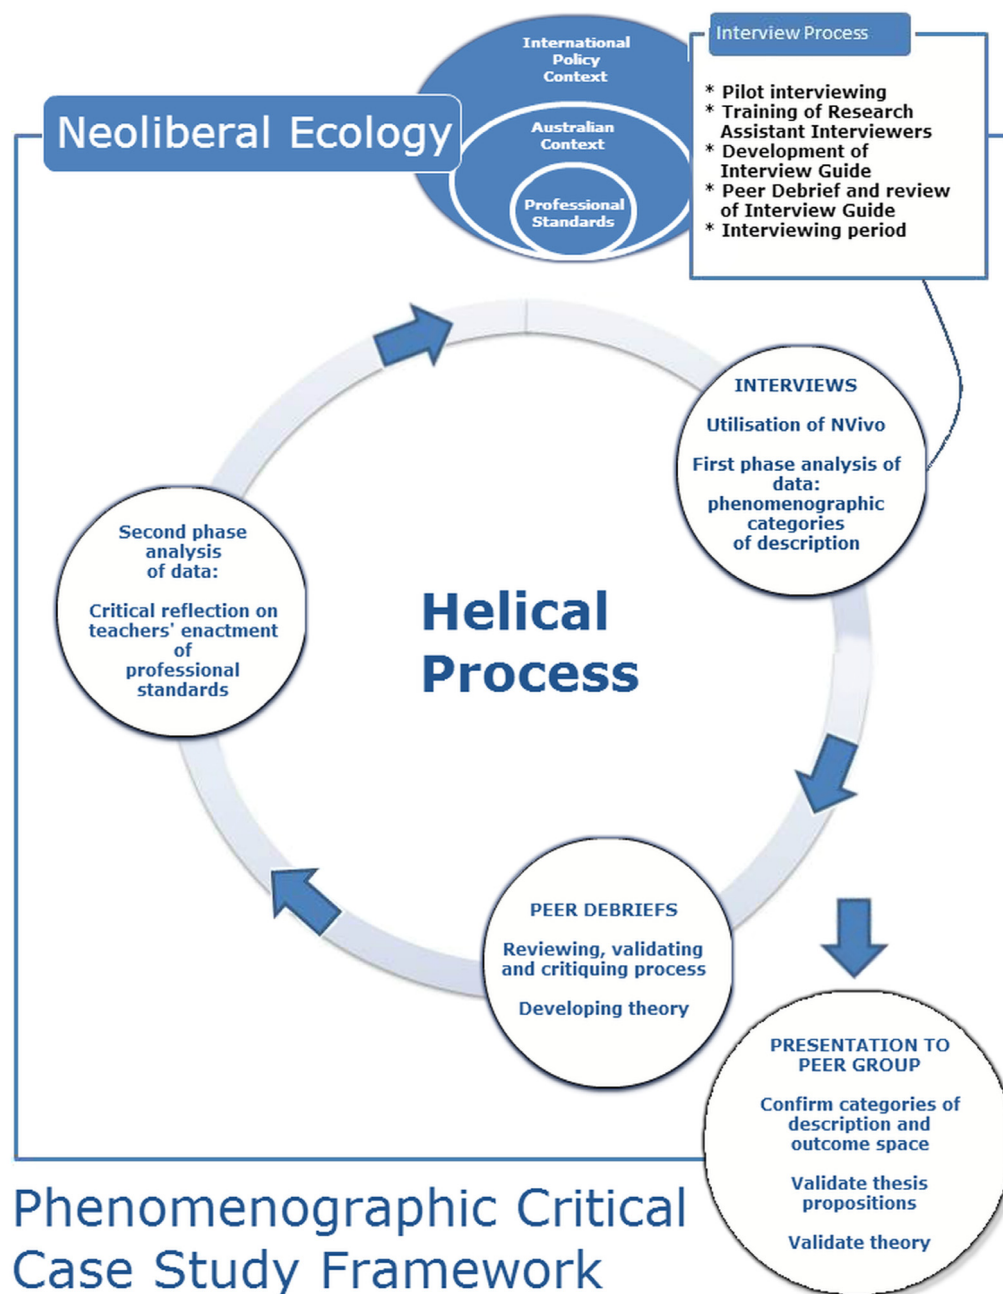 International
Policy
Context
Neoliberal Ecology
Australian
Context
Professional
Standards
Interview Process
* Pilot interviewing
* Training of Research
Assistant Interviewers
* Development of
Interview Guide
* Peer Debrief and review
of Interview Guide
* Interviewing period
INTERVIEWS
Utilisation of NVivo
First phase analysis of
data:
phenomenographic
categories
of description
Second phase
analysis
of data:
Critical reflection on
teachers' enactment
of
professional
standards
Helical
Process
PEER DEBRIEFS
Reviewing, validating
and critiquing process
Developing theory
PRESENTATION TO
PEER GROUP
Confirm categories of
description and
outcome space
Validate thesis
propositions
Validate theory
Phenomenographic Critical
Case Study Framework